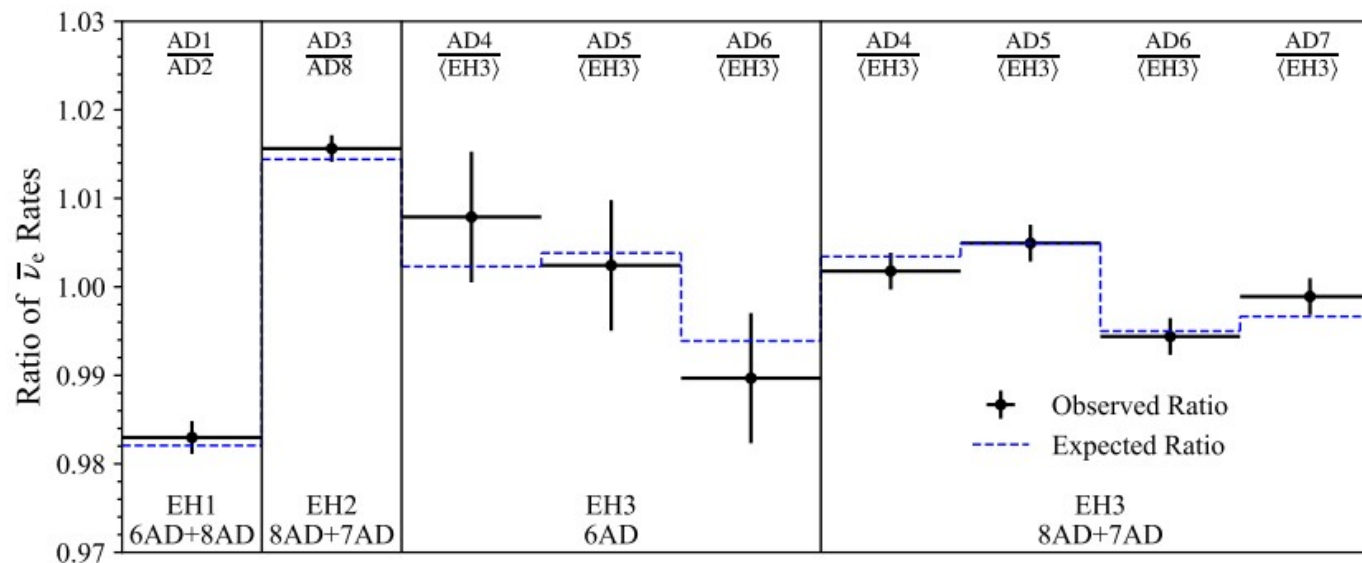 1.03
1.02
1.01
1.00
0.99
0.98
0.97
Ratio of ν̅e Rates
AD1
AD2
AD3
AD8
AD4
⟨EH3⟩
AD5
⟨EH3⟩
AD6
⟨EH3⟩
AD4
⟨EH3⟩
AD5
⟨EH3⟩
AD6
⟨EH3⟩
AD7
⟨EH3⟩
Observed Ratio
Expected Ratio
EH1
6AD+8AD
EH2
8AD+7AD
EH3
6AD
EH3
8AD+7AD